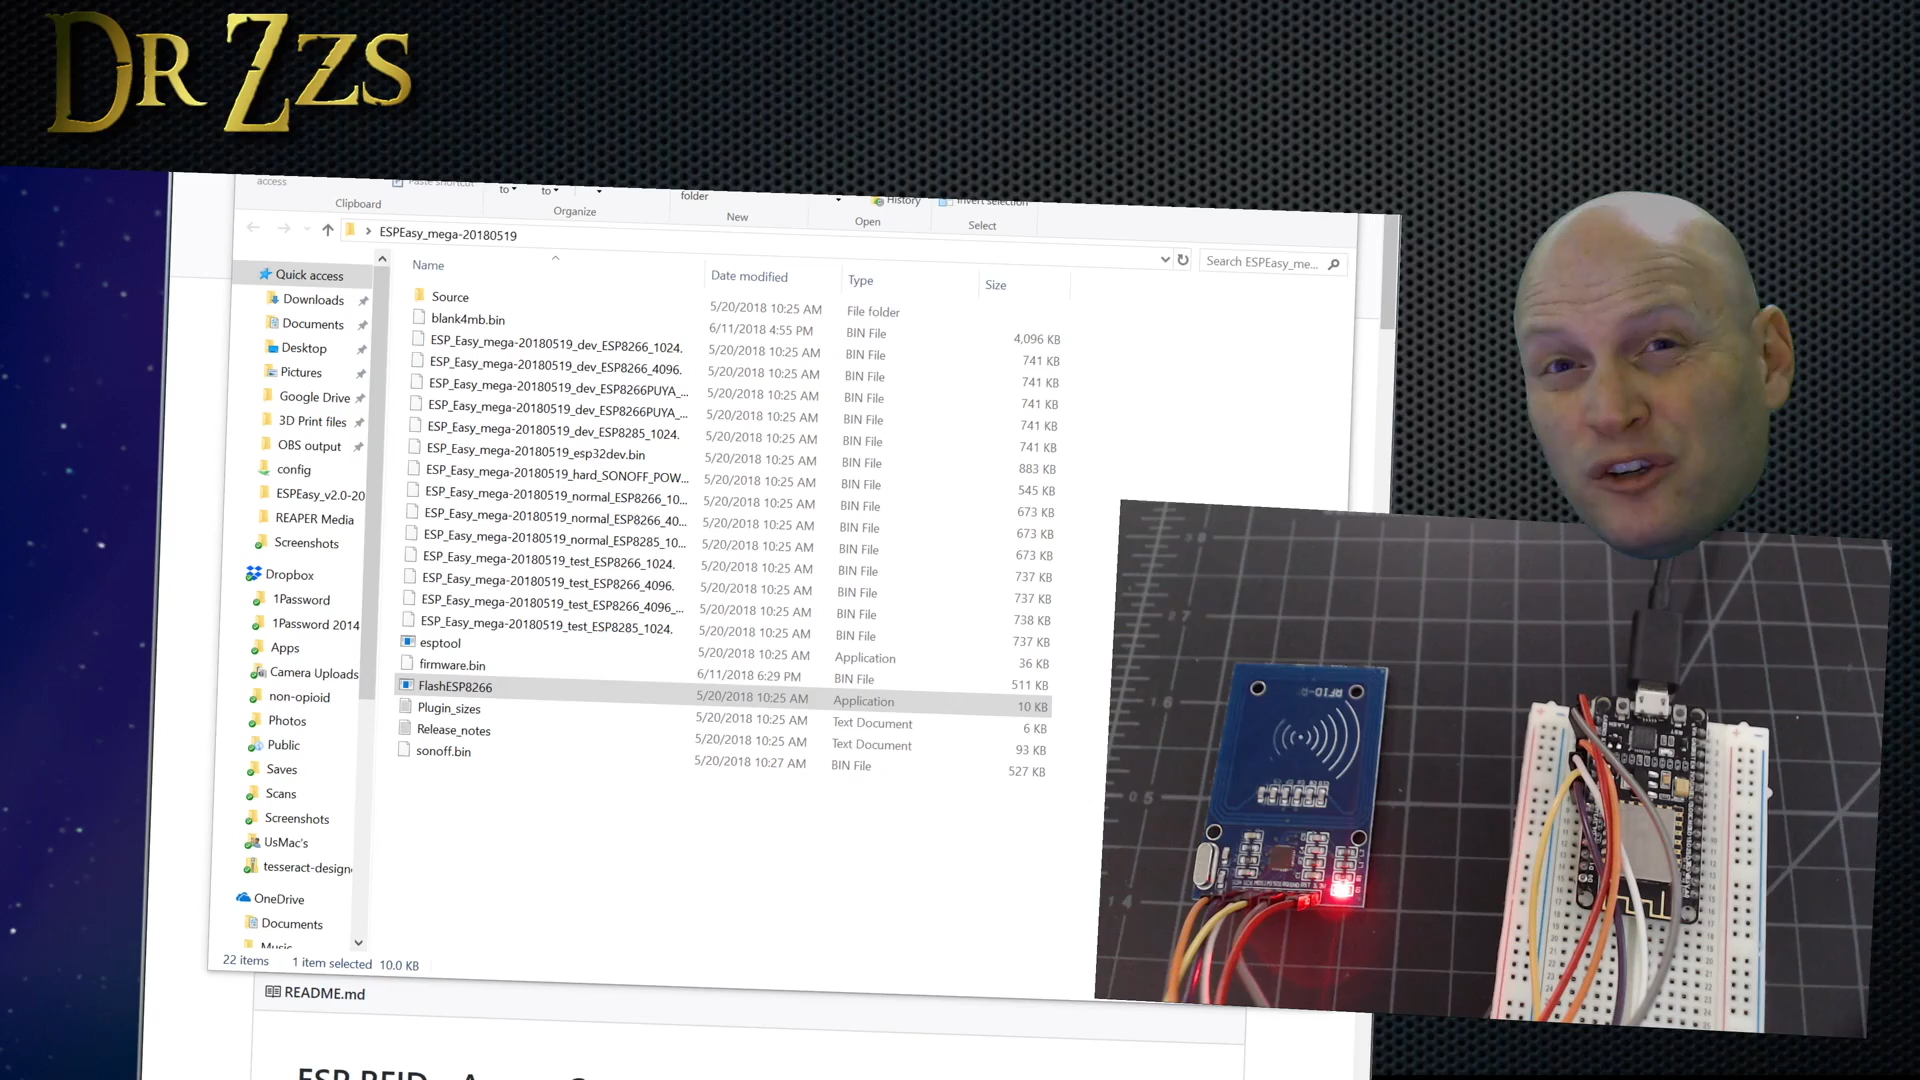 DR ZZS
access
Paste shortcut
to
to
folder
History
Invert selection
Clipboard
Organize
New
Open
Select
ESPEasy_mega-20180519
Search ESPEasy_me...
Name Date modified Type Size
Source 5/20/2018 10:25 AM File folder
blank4mb.bin 6/11/2018 4:55 PM BIN File 4,096 KB
ESP_Easy_mega-20180519_dev_ESP8266_1024. 5/20/2018 10:25 AM BIN File 741 KB
ESP_Easy_mega-20180519_dev_ESP8266_4096. 5/20/2018 10:25 AM BIN File 741 KB
ESP_Easy_mega-20180519_dev_ESP8266PUYA_... 5/20/2018 10:25 AM BIN File 741 KB
ESP_Easy_mega-20180519_dev_ESP8266PUYA_... 5/20/2018 10:25 AM BIN File 741 KB
ESP_Easy_mega-20180519_dev_ESP8285_1024. 5/20/2018 10:25 AM BIN File 741 KB
ESP_Easy_mega-20180519_esp32dev.bin 5/20/2018 10:25 AM BIN File 883 KB
ESP_Easy_mega-20180519_hard_SONOFF_POW... 5/20/2018 10:25 AM BIN File 545 KB
ESP_Easy_mega-20180519_normal_ESP8266_10... 5/20/2018 10:25 AM BIN File 673 KB
ESP_Easy_mega-20180519_normal_ESP8266_40... 5/20/2018 10:25 AM BIN File 673 KB
ESP_Easy_mega-20180519_normal_ESP8285_10... 5/20/2018 10:25 AM BIN File 673 KB
ESP_Easy_mega-20180519_test_ESP8266_1024. 5/20/2018 10:25 AM BIN File 737 KB
ESP_Easy_mega-20180519_test_ESP8266_4096. 5/20/2018 10:25 AM BIN File 737 KB
ESP_Easy_mega-20180519_test_ESP8266_4096_... 5/20/2018 10:25 AM BIN File 738 KB
ESP_Easy_mega-20180519_test_ESP8285_1024. 5/20/2018 10:25 AM BIN File 737 KB
esptool 5/20/2018 10:25 AM Application 36 KB
firmware.bin 6/11/2018 6:29 PM BIN File 511 KB
FlashESP8266 5/20/2018 10:25 AM Application 10 KB
Plugin_sizes 5/20/2018 10:25 AM Text Document 6 KB
Release_notes 5/20/2018 10:25 AM Text Document 93 KB
sonoff.bin 5/20/2018 10:27 AM BIN File 527 KB
Quick access
Downloads
Documents
Desktop
Pictures
Google Drive
3D Print files
OBS output
config
ESPEasy_v2.0-20
REAPER Media
Screenshots
Dropbox
1Password
1Password 2014
Apps
Camera Uploads
non-opioid
Photos
Public
Saves
Scans
Screenshots
UsMac's
tesseract-design
OneDrive
Documents
Music
22 items 1 item selected 10.0 KB
README.md
ESP RFID